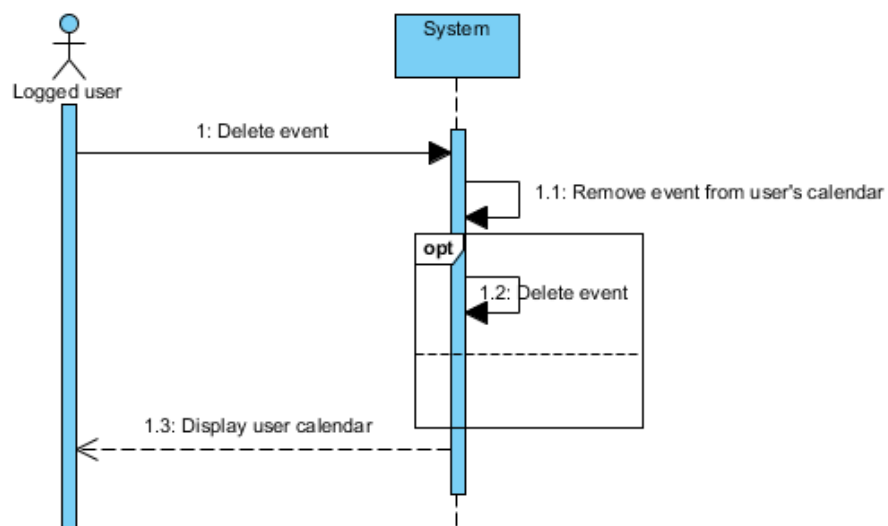 System
Logged user
1: Delete event
1.1: Remove event from user's calendar
opt
1.2: Delete event
1.3: Display user calendar